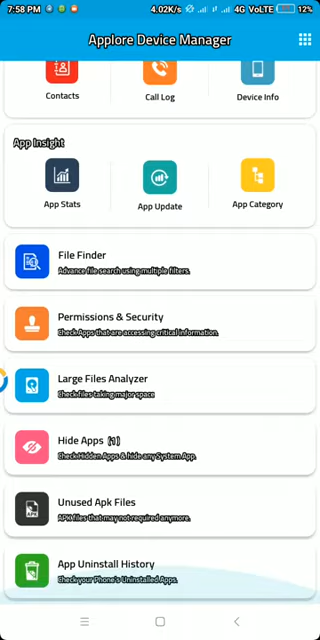 7:58 PM
4.02K/s 4G VoLTE 12%
Applore Device Manager
Contacts
Call Log
Device Info
App Insight
App Stats
App Update
App Category
File Finder
Advance file search using multiple filters.
Permissions & Security
Check Apps that are accessing critical information.
Large Files Analyzer
Check files taking major space
Hide Apps (1)
Check Hidden Apps & hide any System App.
Unused Apk Files
APK files that may not required anymore.
App Uninstall History
Check your Phone's Uninstalled Apps.